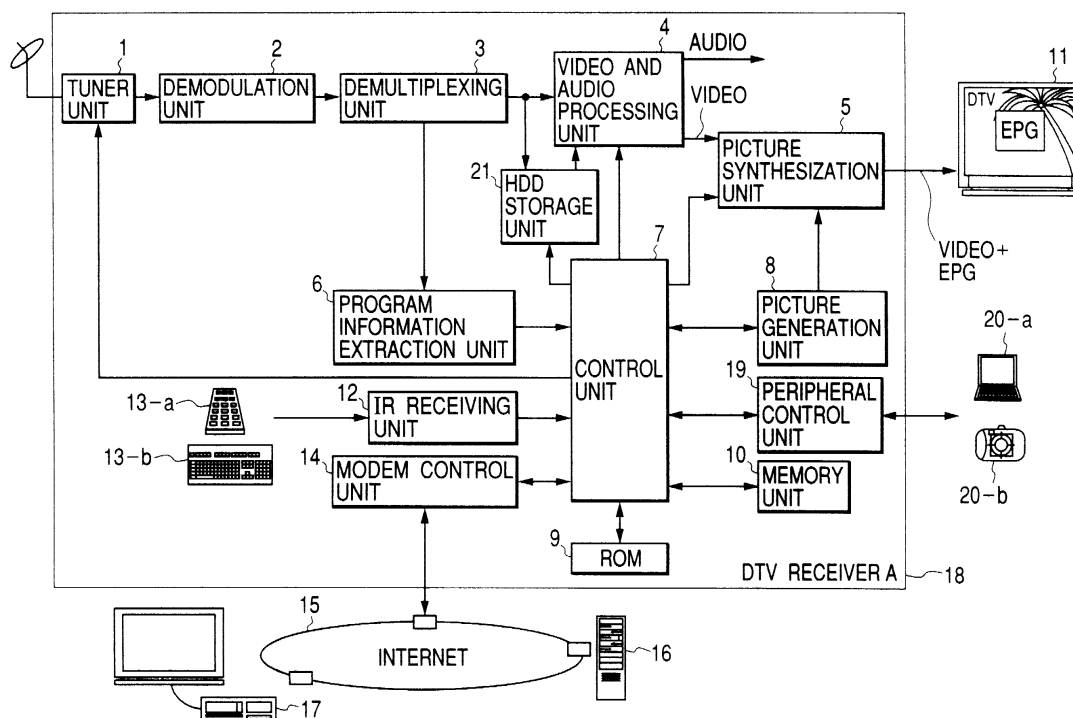 1
TUNER
UNIT
2
DEMODULATION
UNIT
3
DEMULTIPLEXING
UNIT
4
VIDEO AND
AUDIO
PROCESSING
UNIT
AUDIO
VIDEO
5
PICTURE
SYNTHESIZATION
UNIT
11
DTV
EPG
VIDEO+
EPG
21
HDD
STORAGE
UNIT
6
PROGRAM
INFORMATION
EXTRACTION UNIT
7
CONTROL
UNIT
8
PICTURE
GENERATION
UNIT
13-a
13-b
12
IR RECEIVING
UNIT
14
MODEM CONTROL
UNIT
19
PERIPHERAL
CONTROL
UNIT
10
MEMORY
UNIT
20-a
20-b
9
ROM
DTV RECEIVER A
18
15
INTERNET
16
17